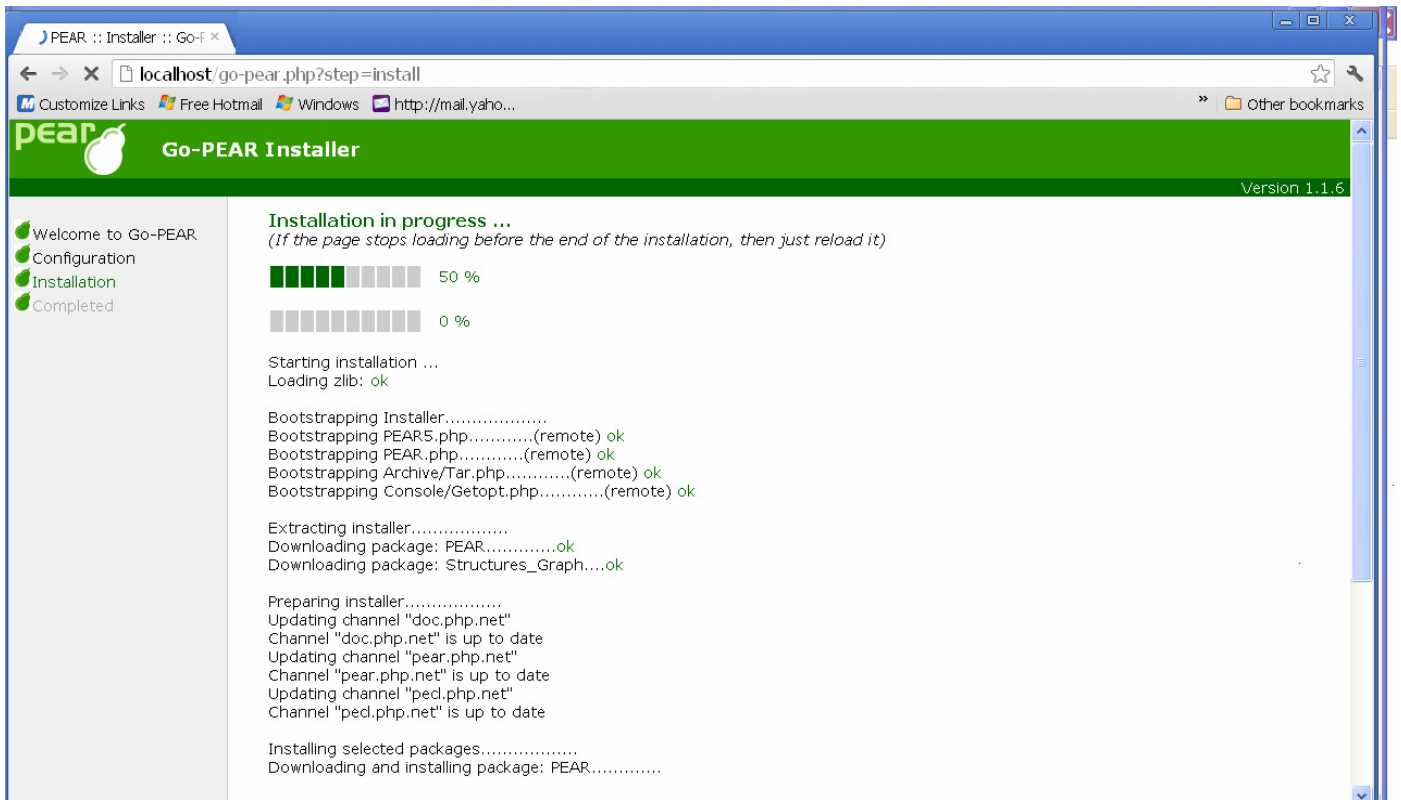 PEAR :: Installer :: Go-F
localhost/go-pear.php?step=install
Customize Links Free Hotmail Windows http://mail.yaho... » Other bookmarks
pear
Go-PEAR Installer
Version 1.1.6
Welcome to Go-PEAR
Configuration
Installation
Completed
Installation in progress ...
(If the page stops loading before the end of the installation, then just reload it)
50 %
0 %
Starting installation ...
Loading zlib: ok
Bootstrapping Installer...................
Bootstrapping PEAR5.php............(remote) ok
Bootstrapping PEAR.php............(remote) ok
Bootstrapping Archive/Tar.php............(remote) ok
Bootstrapping Console/Getopt.php............(remote) ok
Extracting installer..................
Downloading package: PEAR.............ok
Downloading package: Structures_Graph....ok
Preparing installer..................
Updating channel "doc.php.net"
Channel "doc.php.net" is up to date
Updating channel "pear.php.net"
Channel "pear.php.net" is up to date
Updating channel "pecl.php.net"
Channel "pecl.php.net" is up to date
Installing selected packages..................
Downloading and installing package: PEAR.............